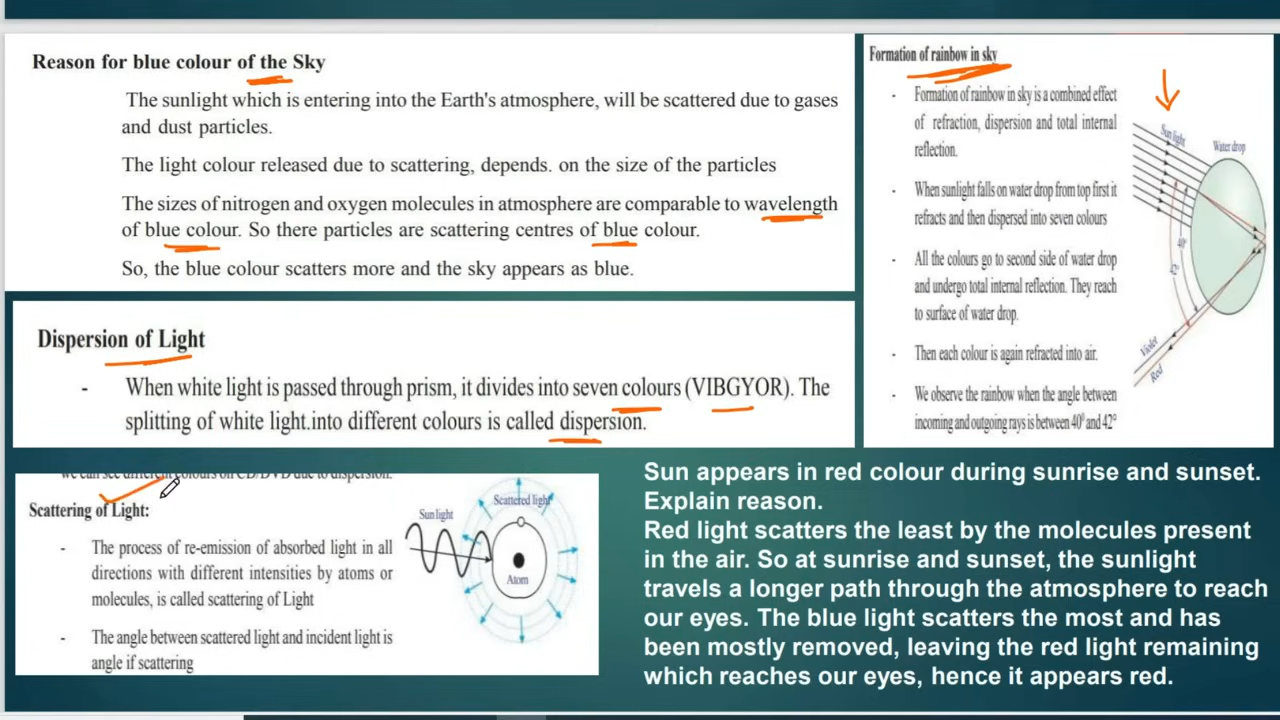 Reason for blue colour of the Sky
The sunlight which is entering into the Earth's atmosphere, will be scattered due to gases
and dust particles.
The light colour released due to scattering, depends. on the size of the particles
The sizes of nitrogen and oxygen molecules in atmosphere are comparable to wavelength
of blue colour. So there particles are scattering centres of blue colour.
So, the blue colour scatters more and the sky appears as blue.
Dispersion of Light
- When white light is passed through prism, it divides into seven colours (VIBGYOR). The
splitting of white light.into different colours is called dispersion.
we can see different colours on CD/DVD due to dispersion.
Scattering of Light:
- The process of re-emission of absorbed light in all
directions with different intensities by atoms or
molecules, is called scattering of Light
- The angle between scattered light and incident light is
angle if scattering
Sun light
Scattered light
Atom
Formation of rainbow in sky
- Formation of rainbow in sky is a combined effect
of refraction, dispersion and total internal
reflection.
- When sunlight falls on water drop from top first it
refracts and then dispersed into seven colours
- All the colours go to second side of water drop
and undergo total internal reflection. They reach
to surface of water drop.
- Then each colour is again refracted into air.
- We observe the rainbow when the angle between
incoming and outgoing rays is between 40⁰ and 42°
Sun light
Water drop
40°
42°
Violet
Red
Sun appears in red colour during sunrise and sunset.
Explain reason.
Red light scatters the least by the molecules present
in the air. So at sunrise and sunset, the sunlight
travels a longer path through the atmosphere to reach
our eyes. The blue light scatters the most and has
been mostly removed, leaving the red light remaining
which reaches our eyes, hence it appears red.